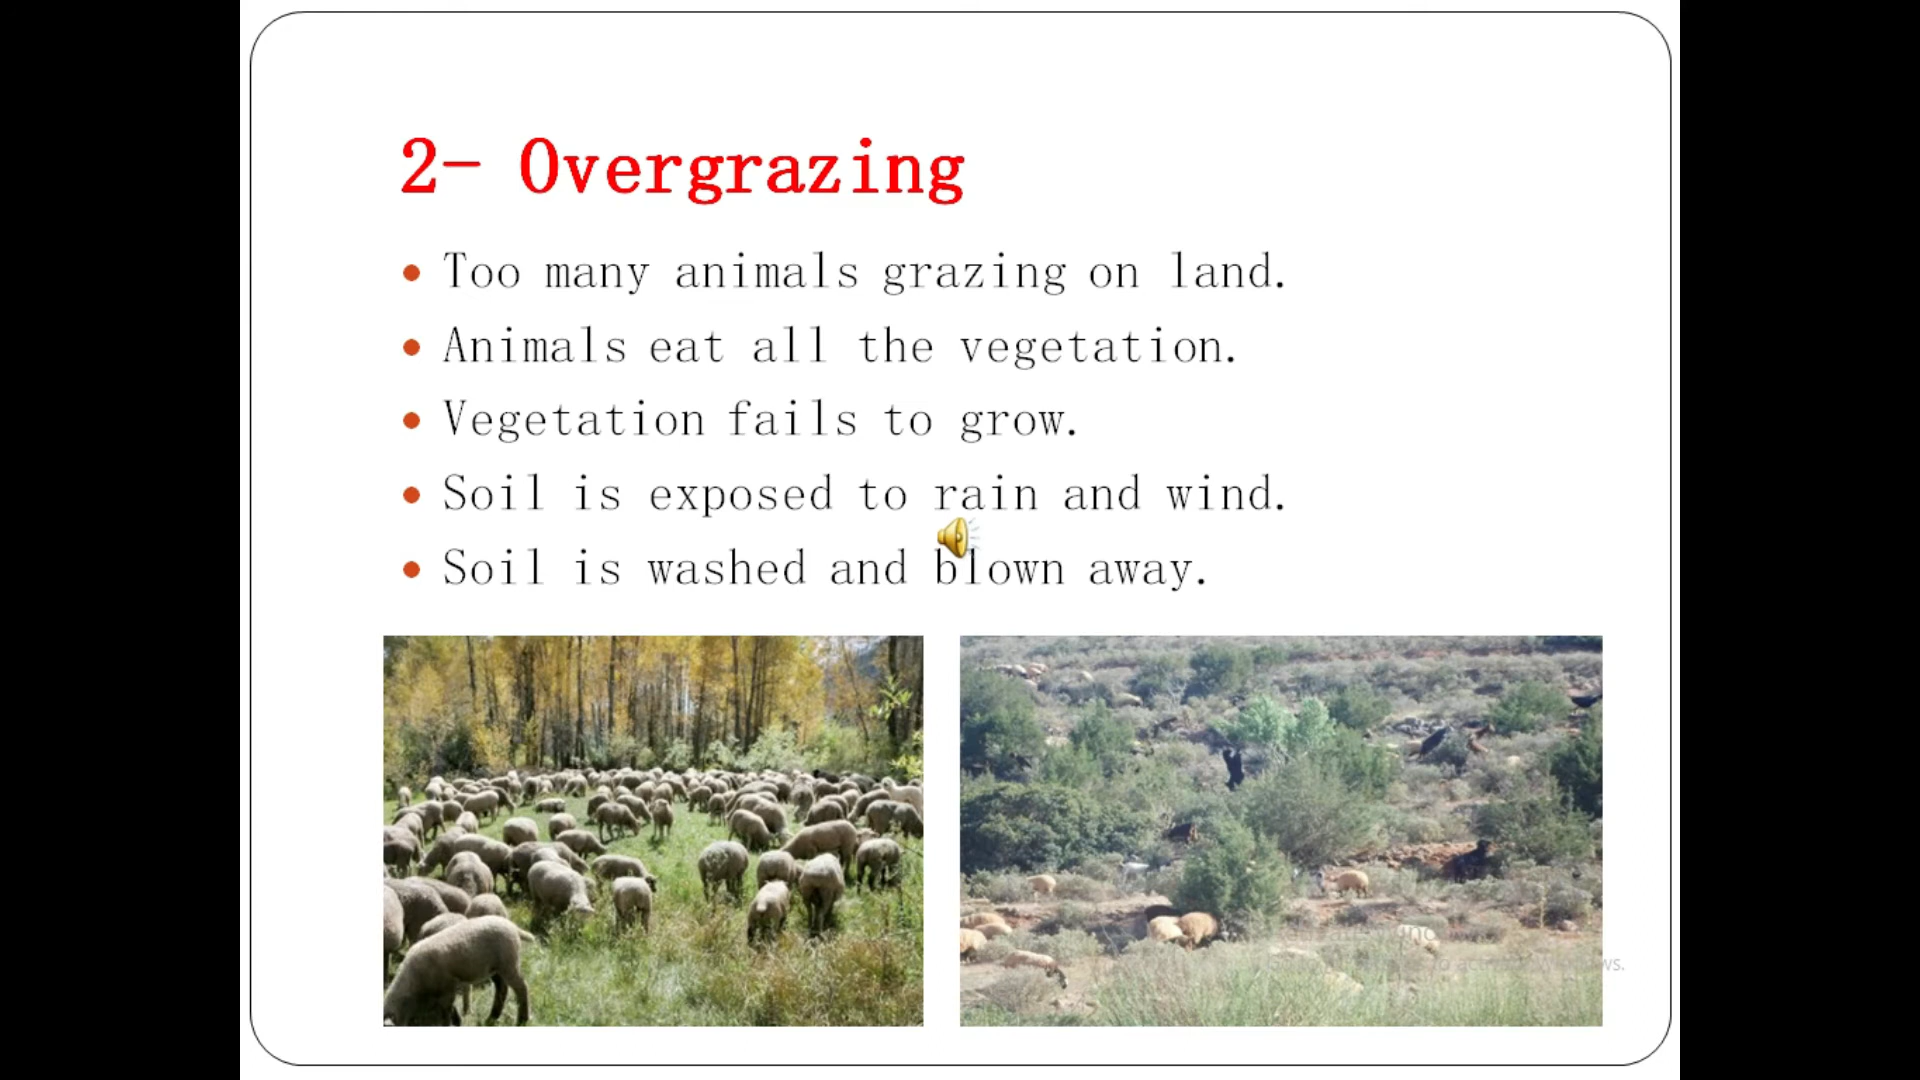 2- Overgrazing
Too many animals grazing on land.
Animals eat all the vegetation.
Vegetation fails to grow.
Soil is exposed to rain and wind.
Soil is washed and blown away.